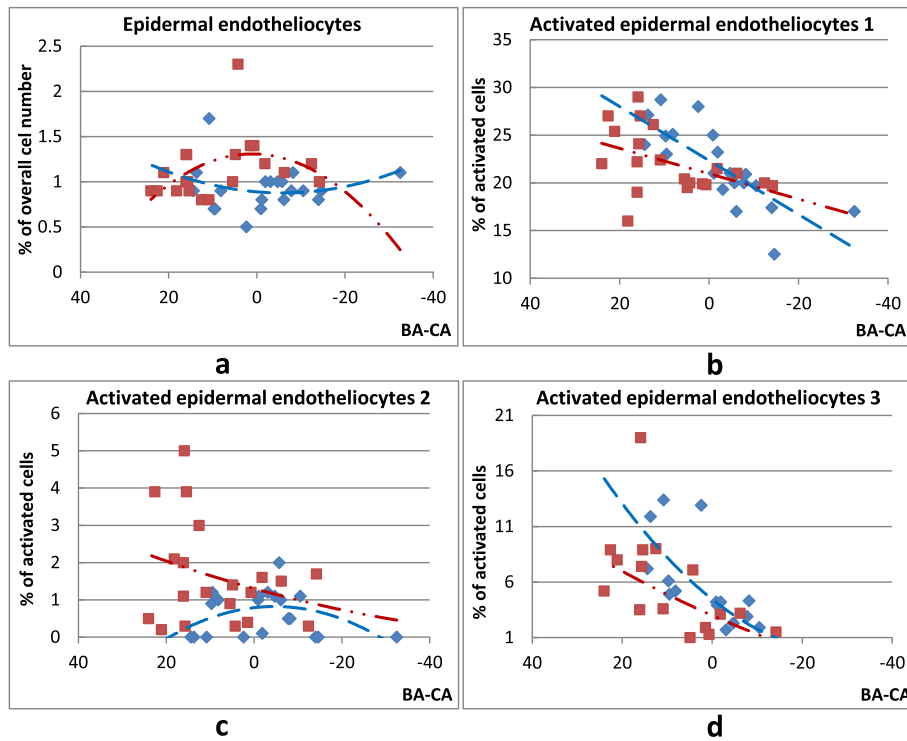 Epidermal endotheliocytes
% of overall cel number
2.5
2
1.5
1
0.5
0
40
20
0
-20
-40
BA-CA
a
Activated epidermal endotheliocytes 1
% of activated cells
35
30
25
20
15
10
40
20
0
-20
-40
BA-CA
b
Activated epidermal endotheliocytes 2
% of activated cells
6
5
4
3
2
1
0
40
20
0
-20
-40
BA-CA
c
Activated epidermal endotheliocytes 3
% of activated cells
21
16
11
6
1
40
20
0
-20
-40
BA-CA
d